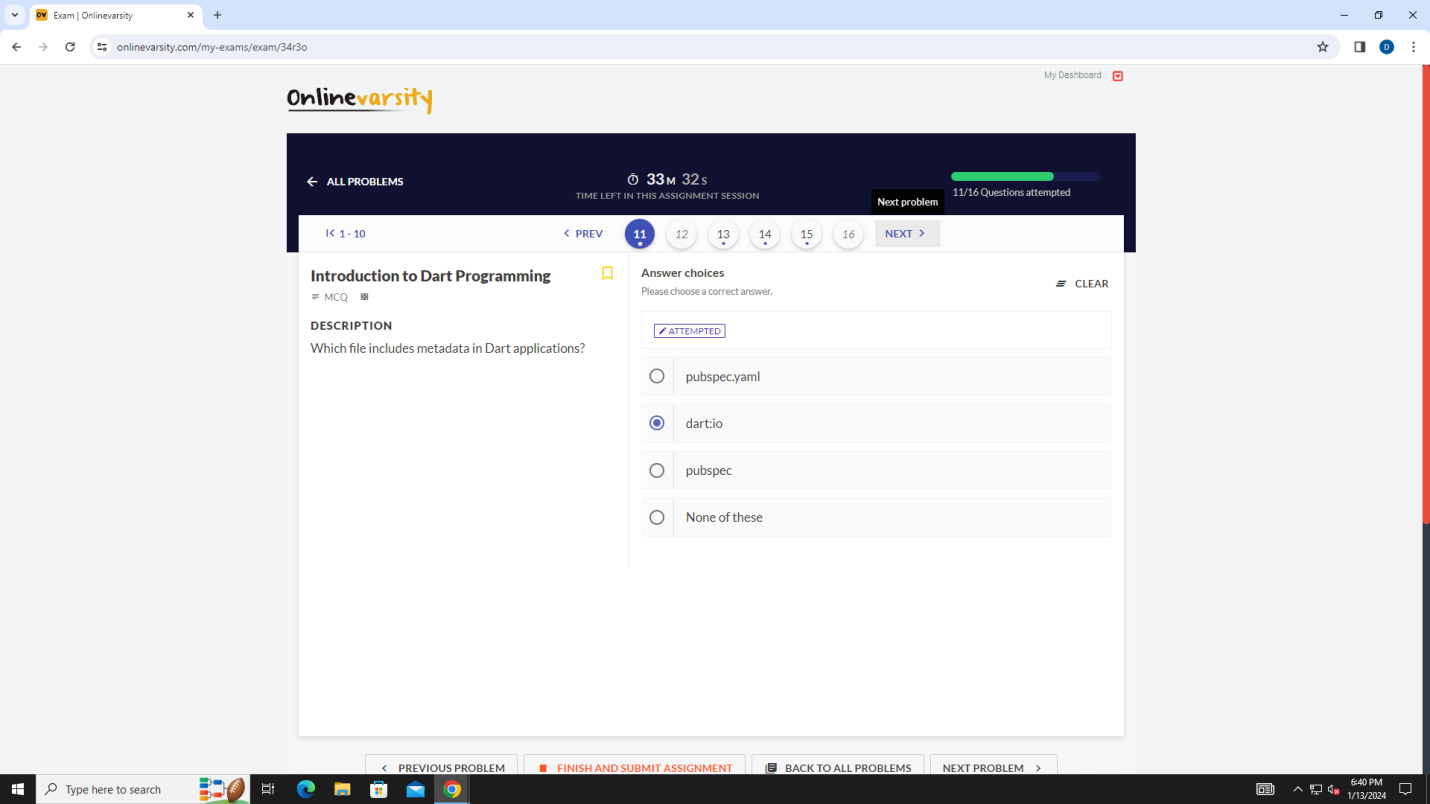 Exam | Onlinevarsity
onlinevarsity.com/my-exams/exam/34r3o
D
My Dashboard
Onlinevarsity
ALL PROBLEMS
33 M 32 S
TIME LEFT IN THIS ASSIGNMENT SESSION
11/16 Questions attempted
Next problem
1 - 10
PREV
11
12
13
14
15
16
NEXT
Introduction to Dart Programming
MCQ
DESCRIPTION
Which file includes metadata in Dart applications?
Answer choices
Please choose a correct answer.
CLEAR
ATTEMPTED
pubspec.yaml
dart:io
pubspec
None of these
PREVIOUS PROBLEM
FINISH AND SUBMIT ASSIGNMENT
BACK TO ALL PROBLEMS
NEXT PROBLEM
Type here to search
6:40 PM
1/13/2024